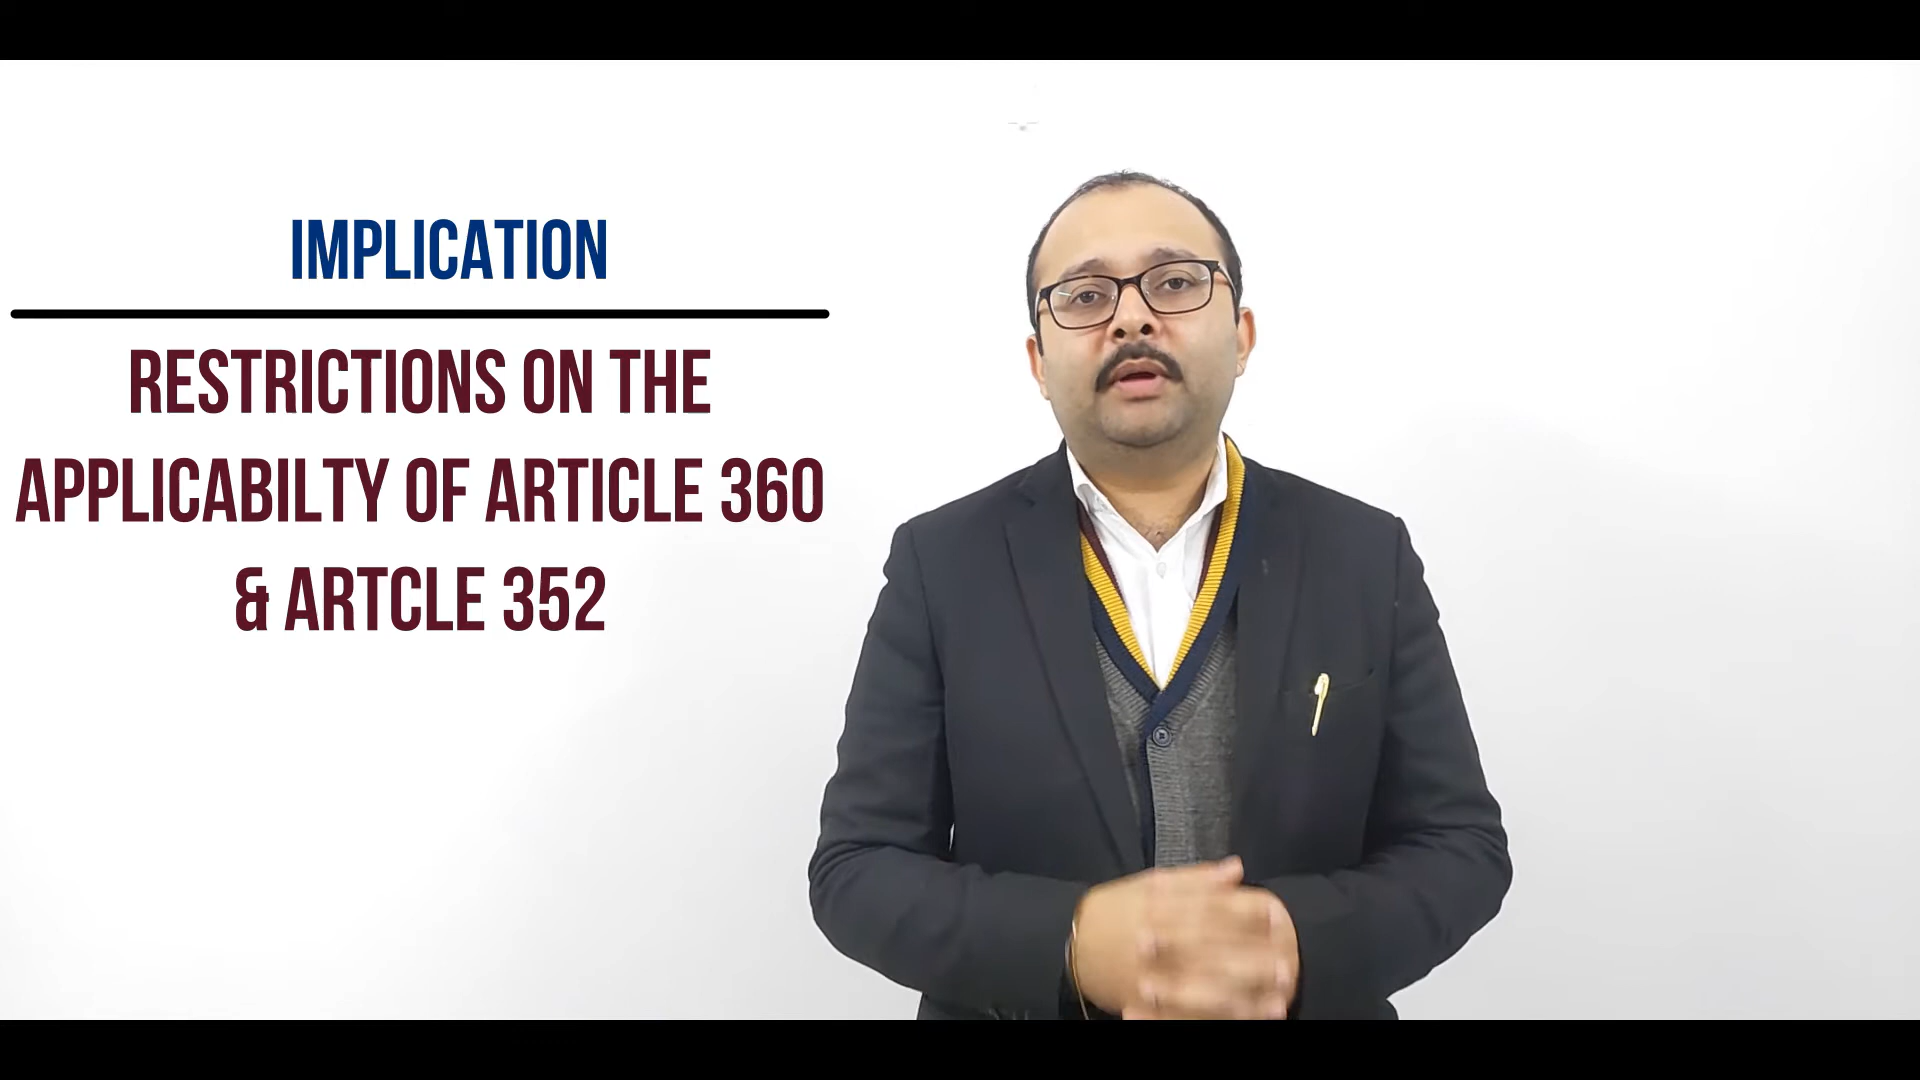 IMPLICATION
RESTRICTIONS ON THE
APPLICABILTY OF ARTICLE 360
& ARTCLE 352